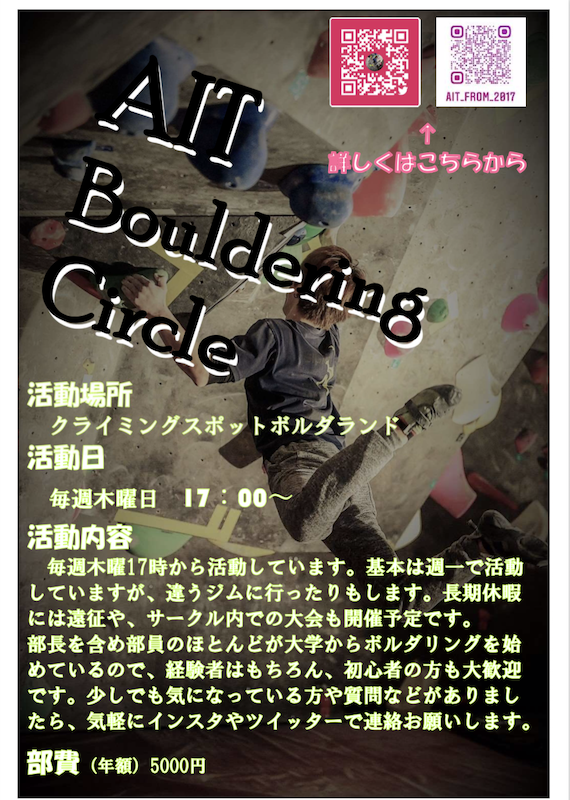 AIT_FROM_2017
↑
詳しくはこちらから
AIT
Bouldering
Circle
活動場所
クライミングスポットボルダランド
活動日
毎週木曜日 17：00～
活動内容
毎週木曜17時から活動しています。基本は週一で活動
していますが、違うジムに行ったりもします。長期休暇
には遠征や、サークル内での大会も開催予定です。
部長を含め部員のほとんどが大学からボルダリングを始
めているので、経験者はもちろん、初心者の方も大歓迎
です。少しでも気になっている方や質問などがありまし
たら、気軽にインスタやツイッターで連絡お願いします。
部費（年額）5000円